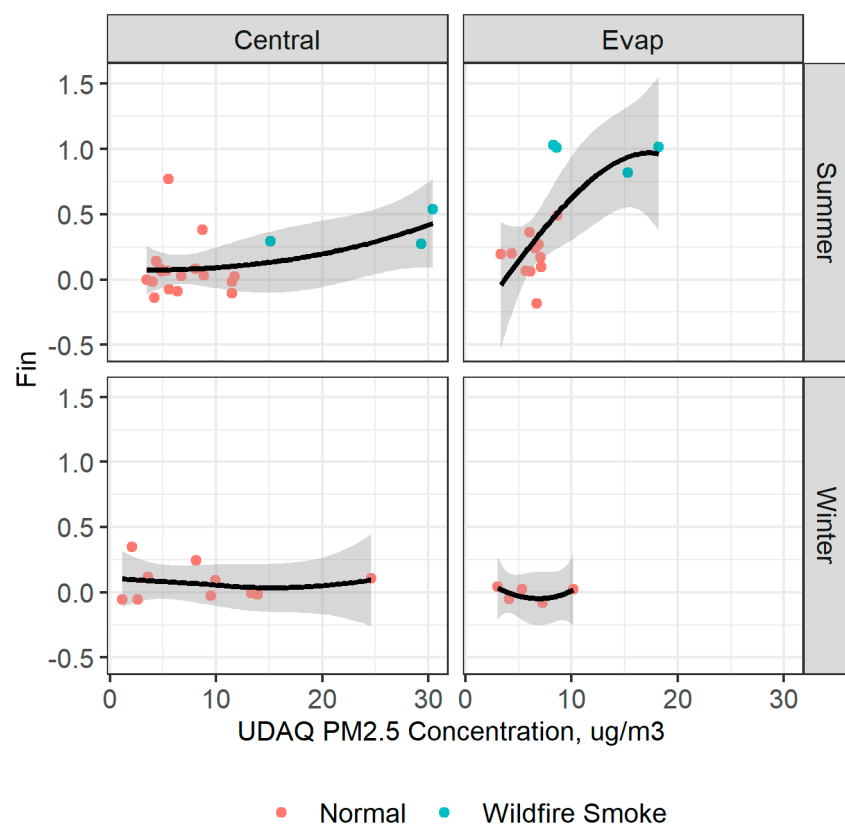 Central Evap
1.5
1.0
0.5
0.0
-0.5
Summer
Fin
1.5
1.0
0.5
0.0
-0.5
Winter
0 10 20 30 0 10 20 30
UDAQ PM2.5 Concentration, ug/m3
Normal Wildfire Smoke